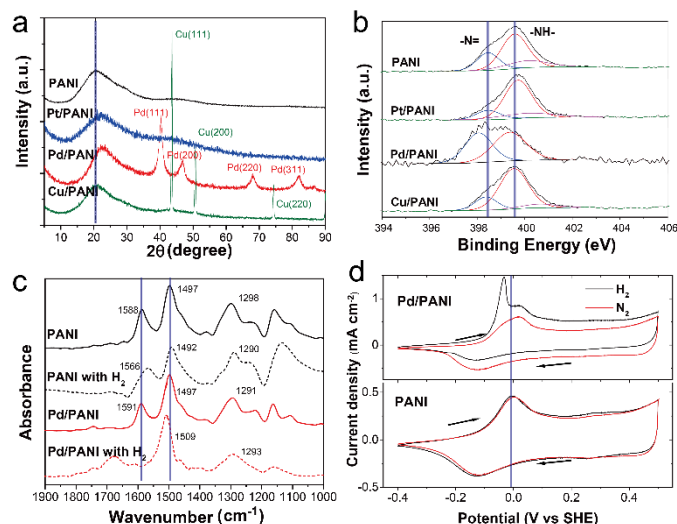 a
Intensity (a.u.)
Cu(111)
PANI
Pt/PANI
Pd(111)
Cu(200)
Pd/PANI
Pd(200)
Pd(220)
Pd(311)
Cu/PANI
Cu(220)
10 20 30 40 50 60 70 80 90
2θ(degree)
b
Intensity (a.u.)
-N= -NH-
PANI
Pt/PANI
Pd/PANI
Cu/PANI
394 396 398 400 402 404 406
Binding Energy (eV)
c
Absorbance
1588 1497 1298
PANI
1566 1492 1290
PANI with H2
1591 1497 1291
Pd/PANI
1509 1293
Pd/PANI with H2
1900 1800 1700 1600 1500 1400 1300 1200 1100 1000
Wavenumber (cm-1)
d
Current density (mA cm-2)
Pd/PANI
H2
N2
1
0
PANI
0.5
0.0
-0.5
-0.4 -0.2 0.0 0.2 0.4
Potential (V vs SHE)